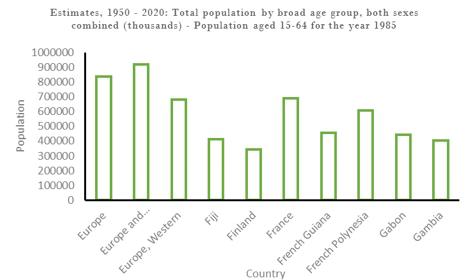 Estimates, 1950 - 2020: Total population by broad age group, both sexes
combined (thousands) - Population aged 15-64 for the year 1985
1000000
900000
800000
700000
600000
500000
400000
300000
200000
100000
0
Population
Europe
Europe and...
Europe, Western
Fiji
Finland
France
French Guiana
French Polynesia
Gabon
Gambia
Country